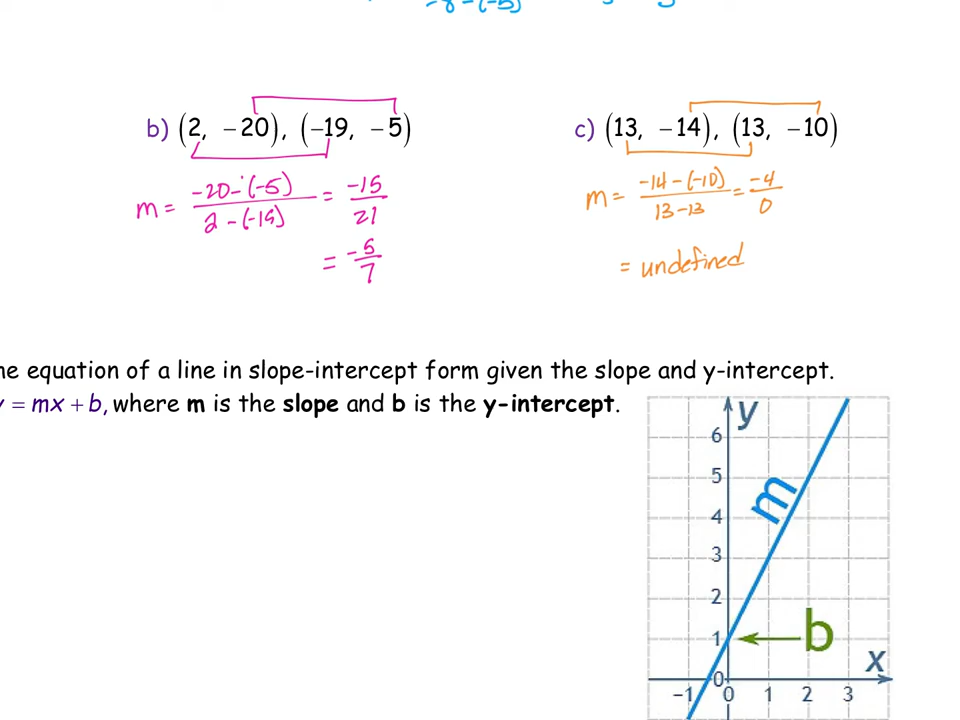 = -8 - (-5)
b) (2, -20), (-19, -5)
m = -20 - (-5) / 2 - (-19) = -15 / 21
= -5 / 7
c) (13, -14), (13, -10)
m = -14 - (-10) / 13 - 13 = -4 / 0
= undefined
he equation of a line in slope-intercept form given the slope and y-intercept.
= mx + b, where m is the slope and b is the y-intercept.
y
6
5
m
4
3
2
1
b
x
0
-1 0 1 2 3